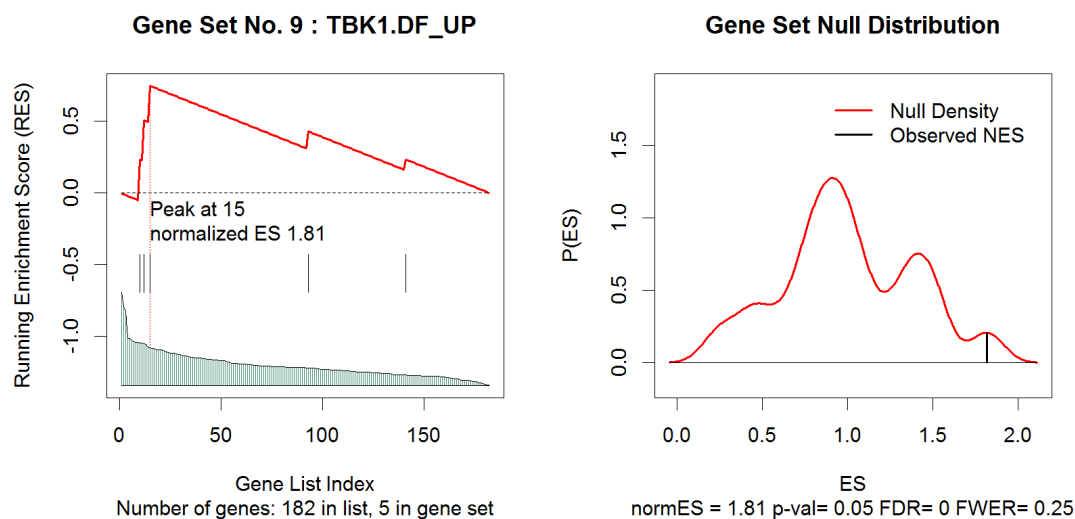 Gene Set No. 9 : TBK1.DF_UP
Running Enrichment Score (RES)
0.5
0.0
-0.5
-1.0
Peak at 15
normalized ES 1.81
0
50
100
150
Gene List Index
Number of genes: 182 in list, 5 in gene set
Gene Set Null Distribution
P(ES)
1.5
1.0
0.5
0.0
Null Density
Observed NES
0.0
0.5
1.0
1.5
2.0
ES
normES = 1.81 p-val= 0.05 FDR= 0 FWER= 0.25